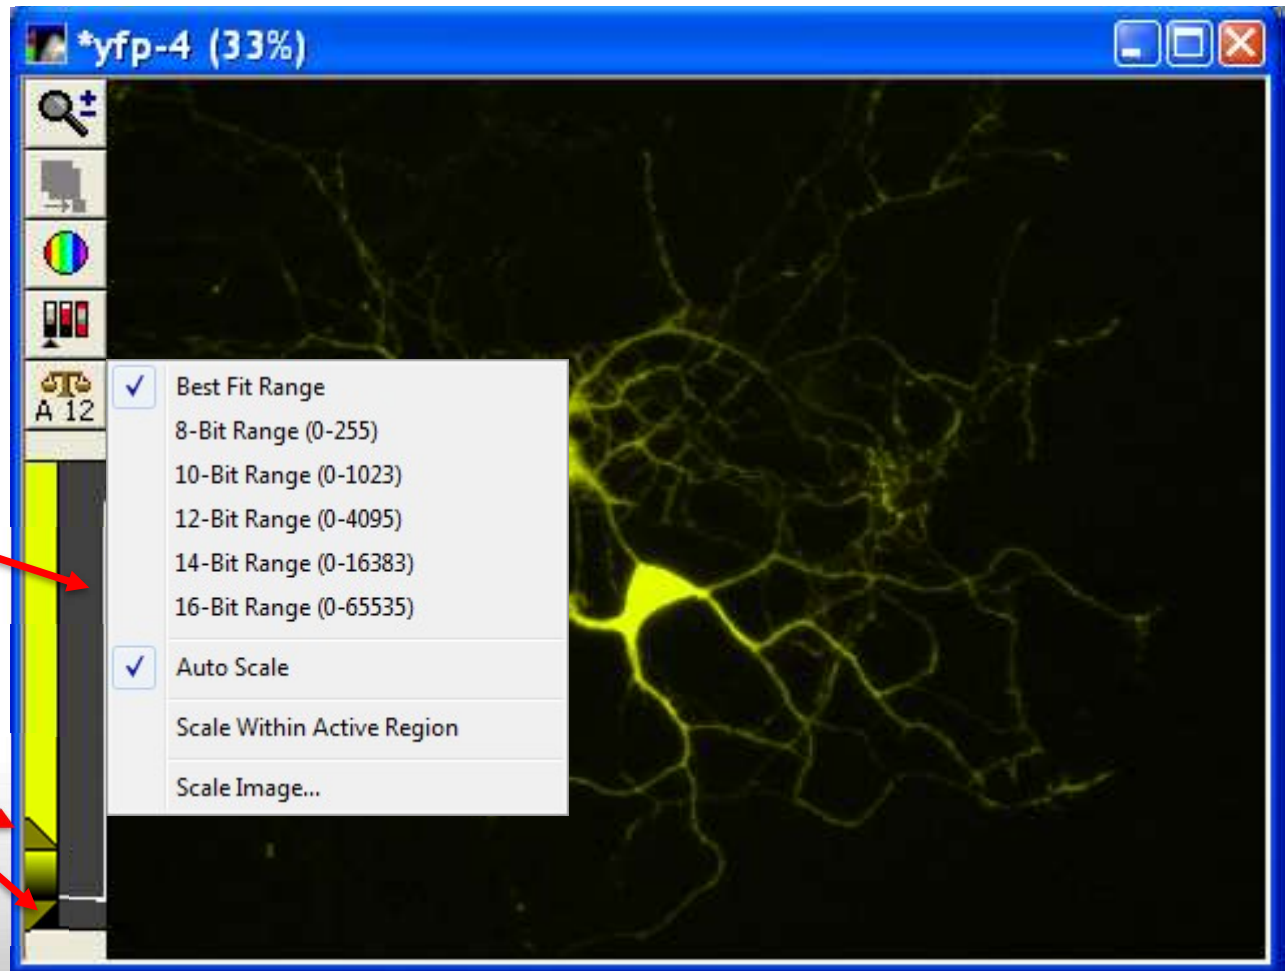 *yfp-4 (33%)
A 12
Best Fit Range
8-Bit Range (0-255)
10-Bit Range (0-1023)
12-Bit Range (0-4095)
14-Bit Range (0-16383)
16-Bit Range (0-65535)
Auto Scale
Scale Within Active Region
Scale Image...